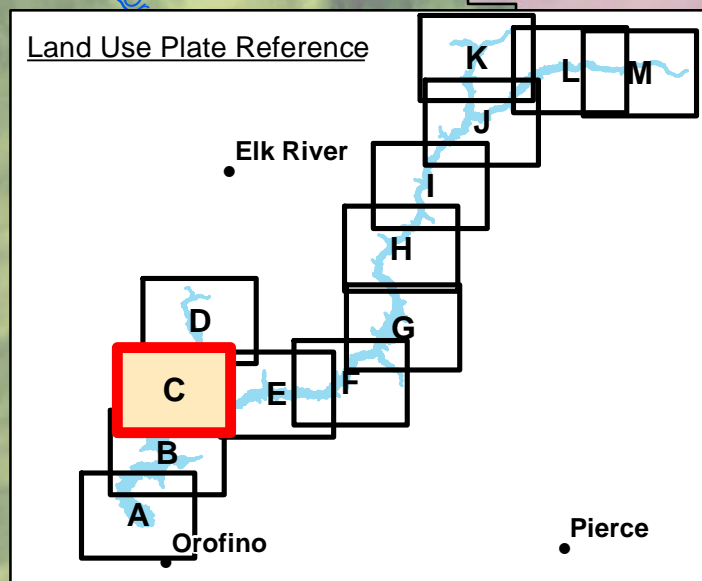 Land Use Plate Reference
K
L
M
J
Elk River
I
H
D
G
F
C
E
B
A
Orofino
Pierce